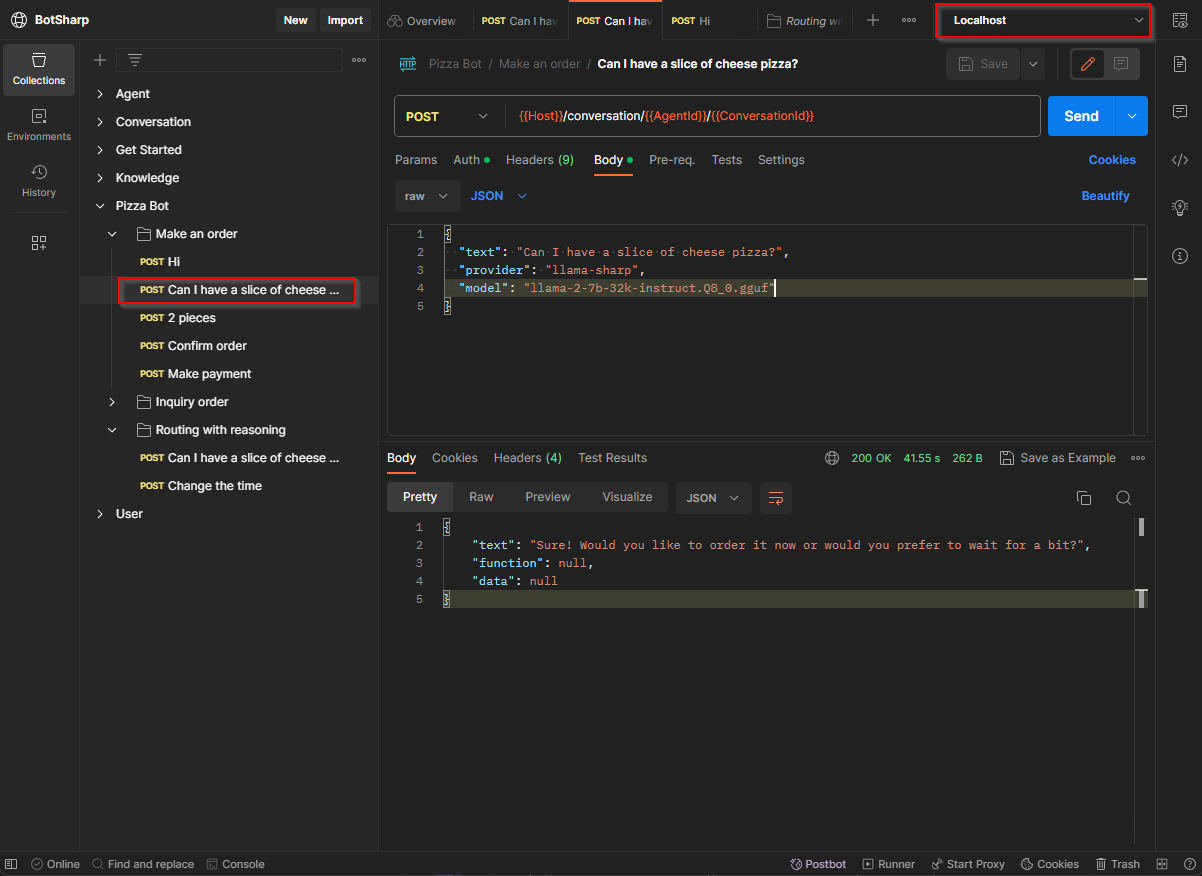 BotSharp New Import
Overview POST Can I hav POST Can I hav POST Hi Routing wi Localhost
Collections
Environments
History
Agent
Conversation
Get Started
Knowledge
Pizza Bot
Make an order
POST Hi
POST Can I have a slice of cheese ...
POST 2 pieces
POST Confirm order
POST Make payment
Inquiry order
Routing with reasoning
POST Can I have a slice of cheese ...
POST Change the time
User
HTTP Pizza Bot / Make an order / Can I have a slice of cheese pizza? Save
POST {{Host}}/conversation/{{AgentId}}/{{ConversationId}} Send
Params Auth Headers (9) Body Pre-req. Tests Settings Cookies
raw JSON Beautify
1 {
2 "text": "Can I have a slice of cheese pizza?",
3 "provider": "llama-sharp",
4 "model": "llama-2-7b-32k-instruct.Q8_0.gguf"
5 }
Body Cookies Headers (4) Test Results 200 OK 41.55 s 262 B Save as Example
Pretty Raw Preview Visualize JSON
1 {
2 "text": "Sure! Would you like to order it now or would you prefer to wait for a bit?",
3 "function": null,
4 "data": null
5 }
Online Find and replace Console Postbot Runner Start Proxy Cookies Trash